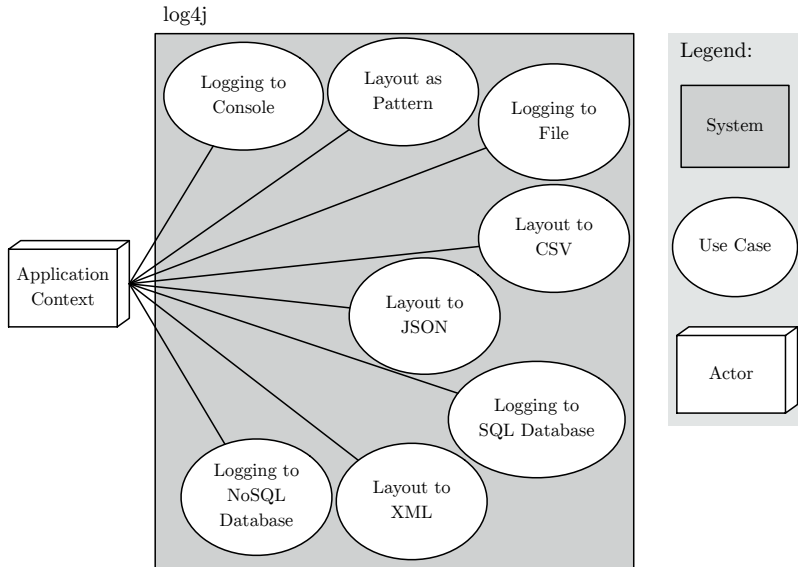 log4j
Logging to
Console
Layout as
Pattern
Logging to
File
Layout to
CSV
Application
Context
Layout to
JSON
Logging to
SQL Database
Logging to
NoSQL
Database
Layout to
XML
Legend:
System
Use Case
Actor